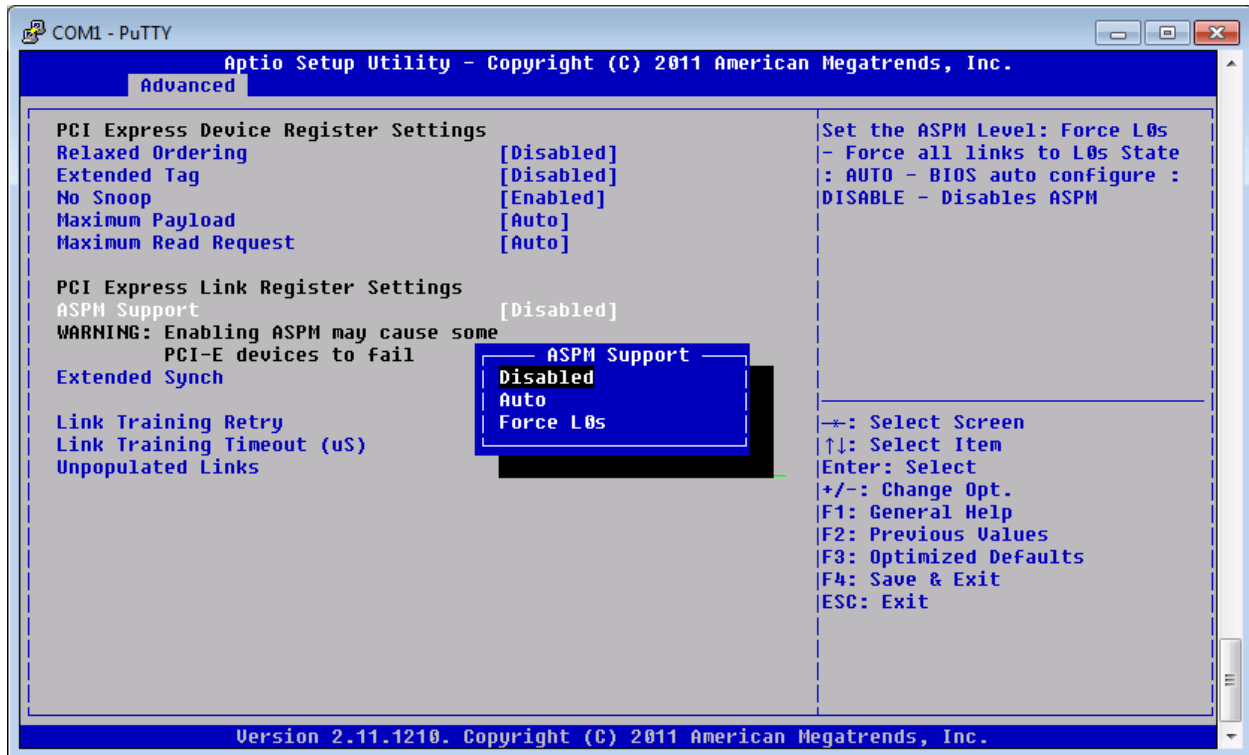 COM1 - PuTTY
Aptio Setup Utility - Copyright (C) 2011 American Megatrends, Inc.
Advanced
PCI Express Device Register Settings
Relaxed Ordering [Disabled]
Extended Tag [Disabled]
No Snoop [Enabled]
Maximum Payload [Auto]
Maximum Read Request [Auto]
PCI Express Link Register Settings
ASPM Support [Disabled]
WARNING: Enabling ASPM may cause some
PCI-E devices to fail
Extended Synch
Link Training Retry
Link Training Timeout (uS)
Unpopulated Links
ASPM Support
Disabled
Auto
Force L0s
Set the ASPM Level: Force L0s
- Force all links to L0s State
: AUTO - BIOS auto configure :
DISABLE - Disables ASPM
→←: Select Screen
↑↓: Select Item
Enter: Select
+/-: Change Opt.
F1: General Help
F2: Previous Values
F3: Optimized Defaults
F4: Save & Exit
ESC: Exit
Version 2.11.1210. Copyright (C) 2011 American Megatrends, Inc.